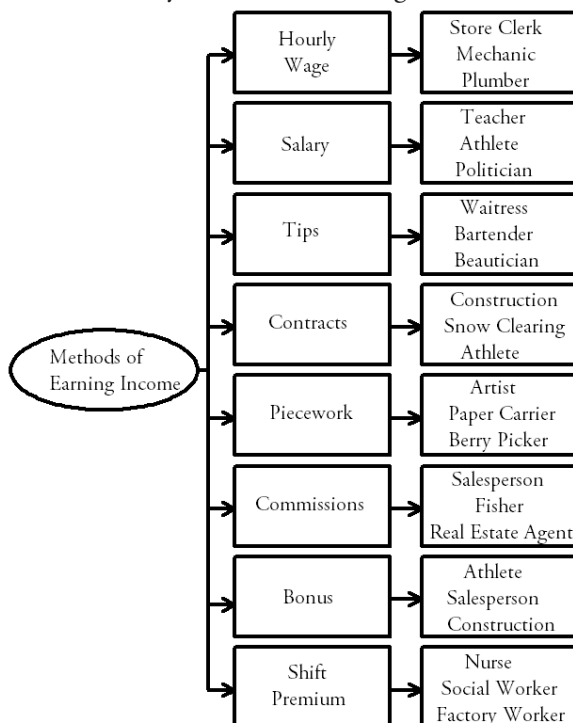 Hourly
Wage
Store Clerk
Mechanic
Plumber
Salary
Teacher
Athlete
Politician
Tips
Waitress
Bartender
Beautician
Contracts
Construction
Snow Clearing
Athlete
Methods of
Earning Income
Piecework
Artist
Paper Carrier
Berry Picker
Commissions
Salesperson
Fisher
Real Estate Agent
Bonus
Athlete
Salesperson
Construction
Shift
Premium
Nurse
Social Worker
Factory Worker